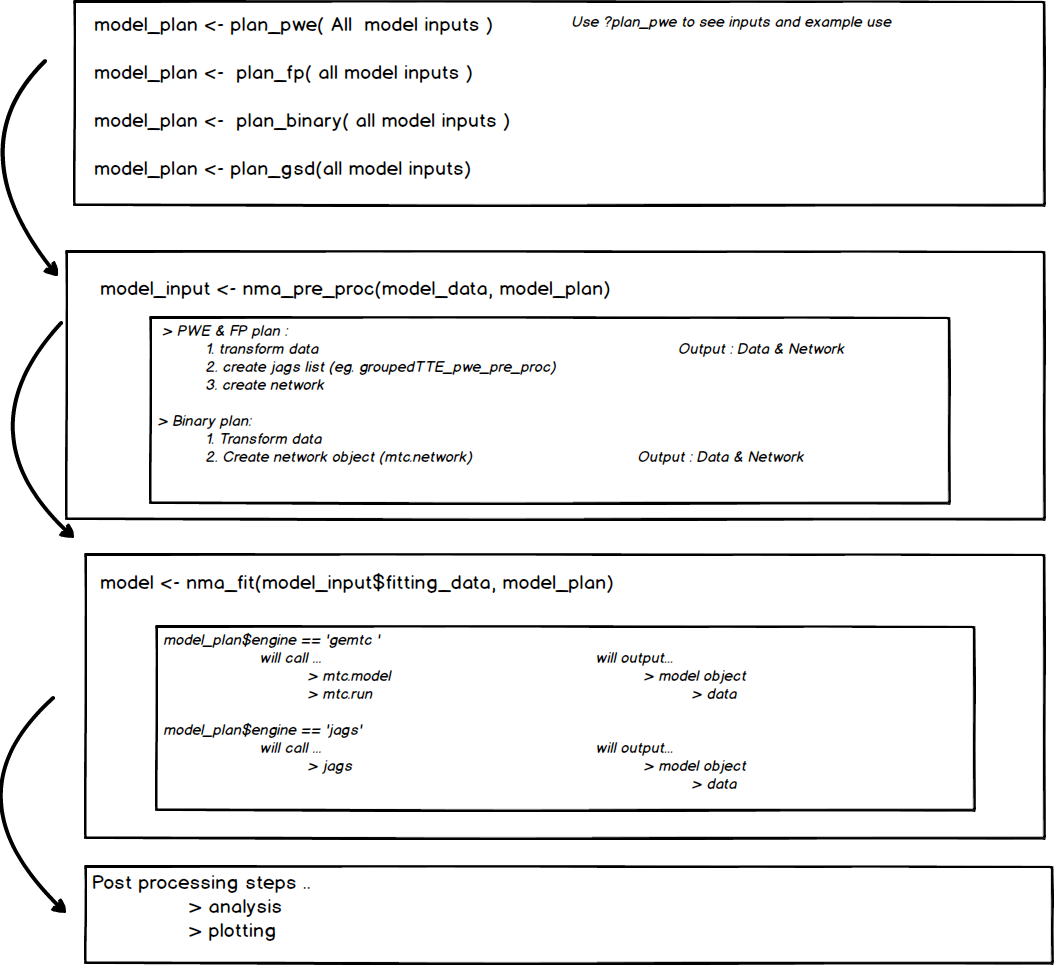 model_plan <- plan_pwe( All model inputs ) Use ?plan_pwe to see inputs and example use
model_plan <- plan_fp( all model inputs )
model_plan <- plan_binary( all model inputs )
model_plan <- plan_gsd(all model inputs)
model_input <- nma_pre_proc(model_data, model_plan)
> PWE & FP plan :
1. transform data Output : Data & Network
2. create jags list (eg. groupedTTE_pwe_pre_proc)
3. create network
> Binary plan:
1. Transform data
2. Create network object (mtc.network) Output : Data & Network
model <- nma_fit(model_input$fitting_data, model_plan)
model_plan$engine == 'gemtc '
will call ... will output...
> mtc.model > model object
> mtc.run > data
model_plan$engine == 'jags'
will call ... will output...
> jags > model object
> data
Post processing steps ..
> analysis
> plotting